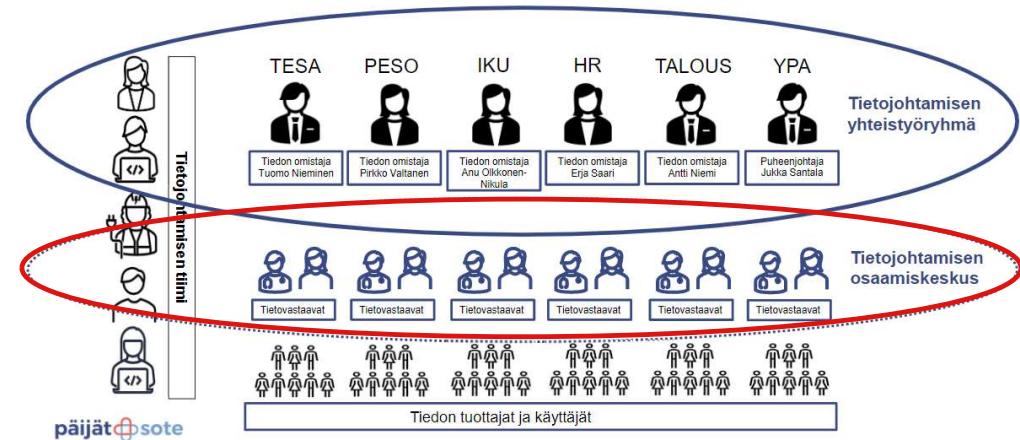 TESA PESO IKU HR TALOUS YPA
Tietojohtamisen
yhteistyöryhmä
Tiedon omistaja
Tuomo Nieminen
Tiedon omistaja
Pirkko Valtanen
Tiedon omistaja
Anu Olkkonen-
Nikula
Tiedon omistaja
Erja Saari
Tiedon omistaja
Antti Niemi
Puheenjohtaja
Jukka Santala
Tietojohtamisen tiimi
</>
</>
Tietojohtamisen
osaamiskeskus
Tietovastaavat Tietovastaavat Tietovastaavat Tietovastaavat Tietovastaavat Tietovastaavat
Tiedon tuottajat ja käyttäjät
päijät sote